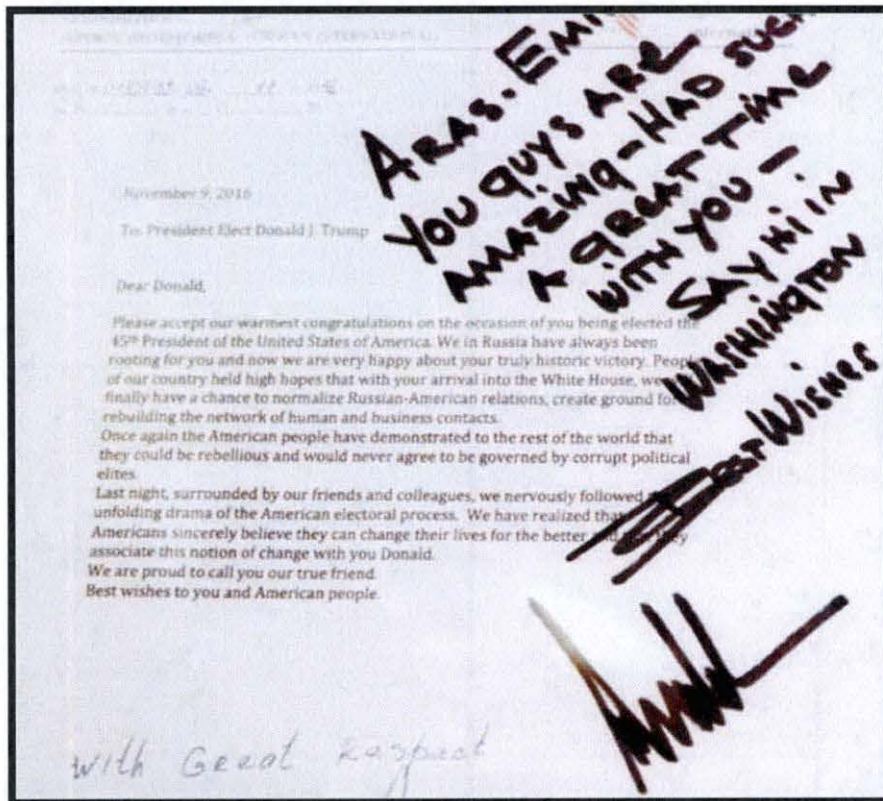 November 9, 2016
To: President Elect Donald J. Trump
Dear Donald,
Please accept our warmest congratulations on the occasion of you being elected the
45th President of the United States of America. We in Russia have always been
rooting for you and now we are very happy about your truly historic victory. People
of our country held high hopes that with your arrival into the White House, we
finally have a chance to normalize Russian-American relations, create ground for
rebuilding the network of human and business contacts.
Once again the American people have demonstrated to the rest of the world that
they could be rebellious and would never agree to be governed by corrupt political
elites.
Last night, surrounded by our friends and colleagues, we nervously followed
unfolding drama of the American electoral process. We have realized that
Americans sincerely believe they can change their lives for the better and they
associate this notion of change with you Donald.
We are proud to call you our true friend.
Best wishes to you and American people.
With Great Raspect
ARAS - EMI
YOU GUYS ARE
AMAZING - HAD SUCH
A GREAT TIME
WITH YOU -
SAY HI IN
WASHINGTON
BEST WISHES